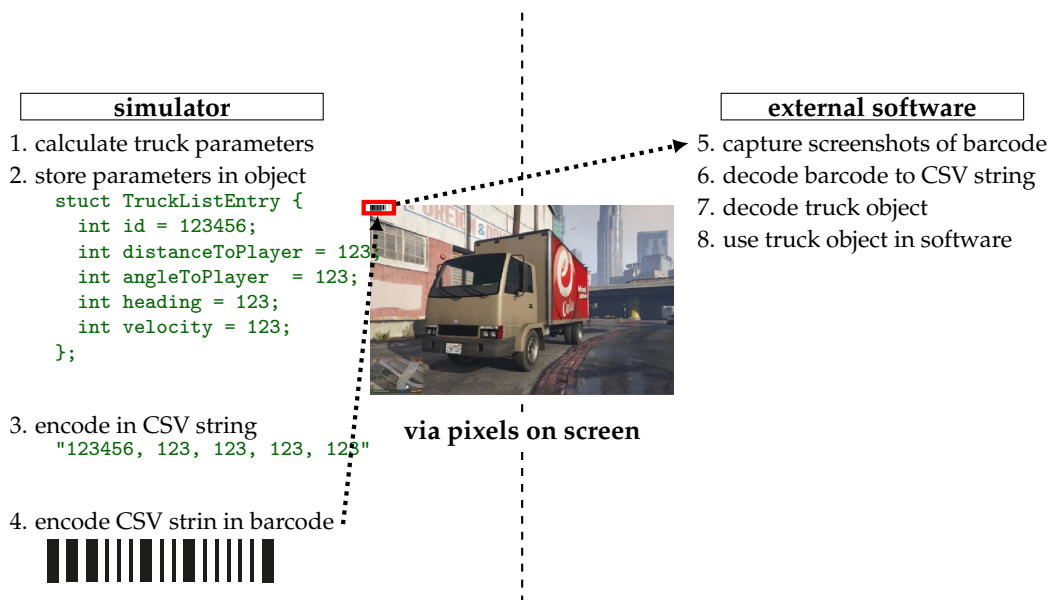 simulator
1. calculate truck parameters
2. store parameters in object
stuct TruckListEntry {
int id = 123456;
int distanceToPlayer = 123;
int angleToPlayer  = 123;
int heading = 123;
int velocity = 123;
};
3. encode in CSV string
"123456, 123, 123, 123, 123"
4. encode CSV strin in barcode
via pixels on screen
Cola
external software
5. capture screenshots of barcode
6. decode barcode to CSV string
7. decode truck object
8. use truck object in software